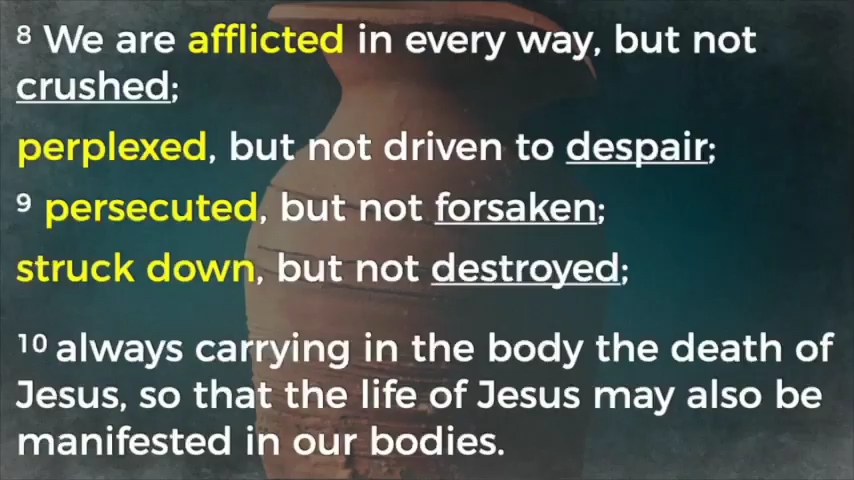 8 We are afflicted in every way, but not
crushed;
perplexed, but not driven to despair;
9 persecuted, but not forsaken;
struck down, but not destroyed;
10 always carrying in the body the death of
Jesus, so that the life of Jesus may also be
manifested in our bodies.